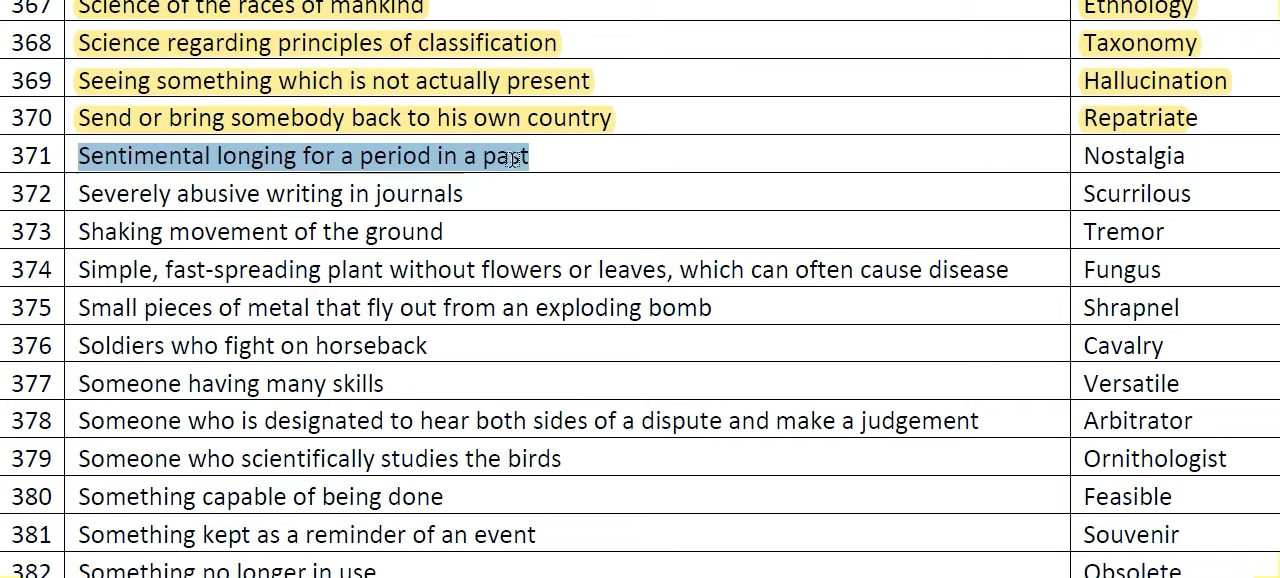 367 Science of the races of mankind Ethnology
368 Science regarding principles of classification Taxonomy
369 Seeing something which is not actually present Hallucination
370 Send or bring somebody back to his own country Repatriate
371 Sentimental longing for a period in a past Nostalgia
372 Severely abusive writing in journals Scurrilous
373 Shaking movement of the ground Tremor
374 Simple, fast-spreading plant without flowers or leaves, which can often cause disease Fungus
375 Small pieces of metal that fly out from an exploding bomb Shrapnel
376 Soldiers who fight on horseback Cavalry
377 Someone having many skills Versatile
378 Someone who is designated to hear both sides of a dispute and make a judgement Arbitrator
379 Someone who scientifically studies the birds Ornithologist
380 Something capable of being done Feasible
381 Something kept as a reminder of an event Souvenir
382 Something no longer in use Obsolete